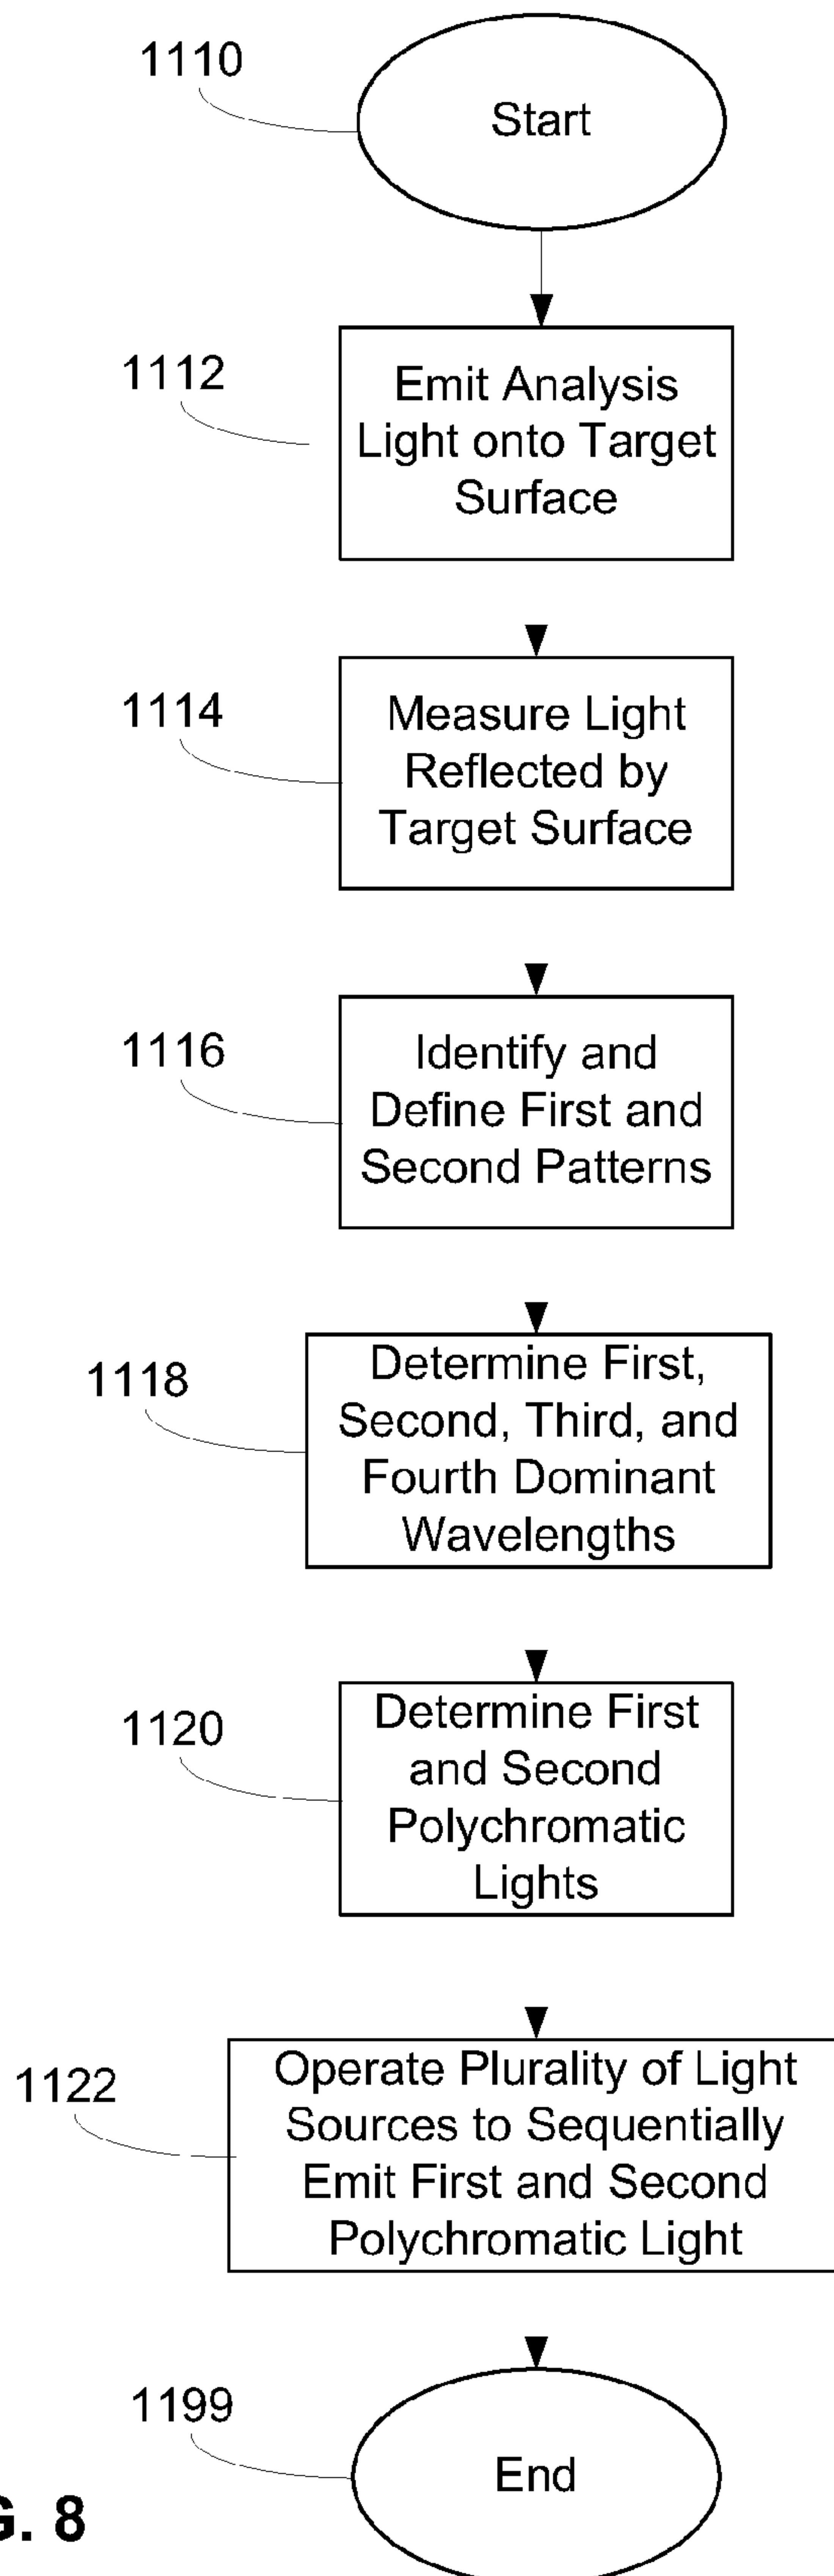 1110
Start
1112
Emit Analysis
Light onto Target
Surface
1114
Measure Light
Reflected by
Target Surface
1116
Identify and
Define First and
Second Patterns
1118
Determine First,
Second, Third, and
Fourth Dominant
Wavelengths
1120
Determine First
and Second
Polychromatic
Lights
1122
Operate Plurality of Light
Sources to Sequentially
Emit First and Second
Polychromatic Light
1199
End
G. 8